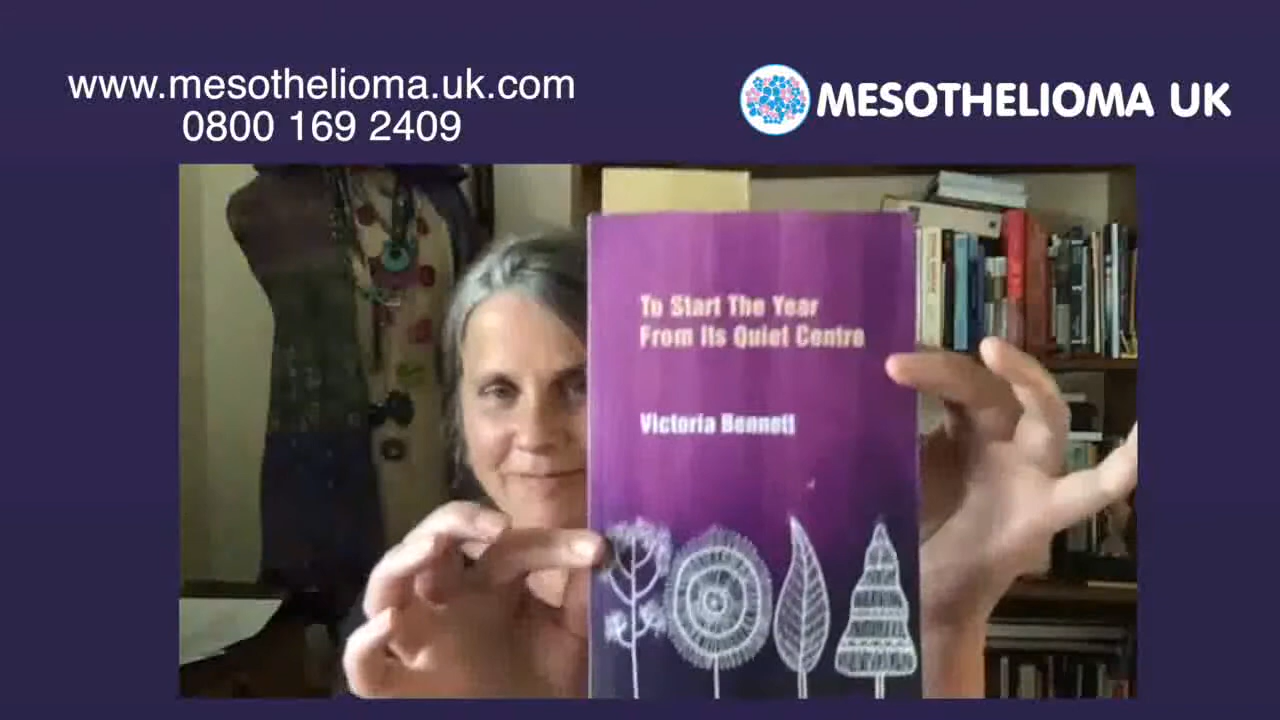 www.mesothelioma.uk.com
0800 169 2409
MESOTHELIOMA UK
To Start The Year
From Its Quiet Centre
Victoria Bennett